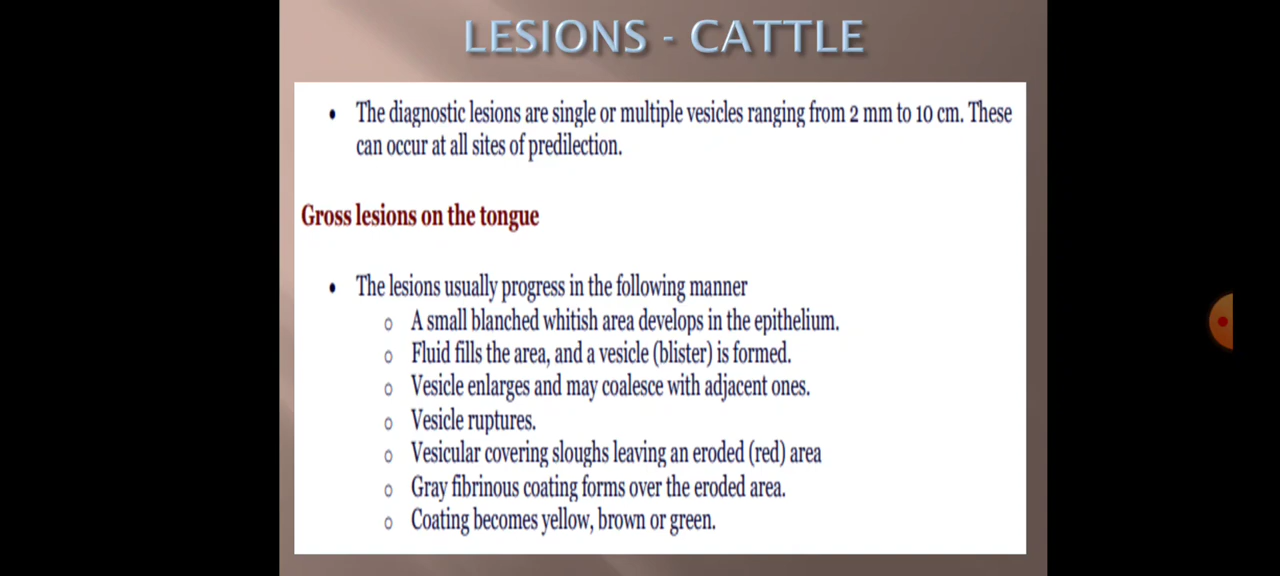 LESIONS - CATTLE
• The diagnostic lesions are single or multiple vesicles ranging from 2 mm to 10 cm. These
can occur at all sites of predilection.
Gross lesions on the tongue
• The lesions usually progress in the following manner
o A small blanched whitish area develops in the epithelium.
o Fluid fills the area, and a vesicle (blister) is formed.
o Vesicle enlarges and may coalesce with adjacent ones.
o Vesicle ruptures.
o Vesicular covering sloughs leaving an eroded (red) area
o Gray fibrinous coating forms over the eroded area.
o Coating becomes yellow, brown or green.